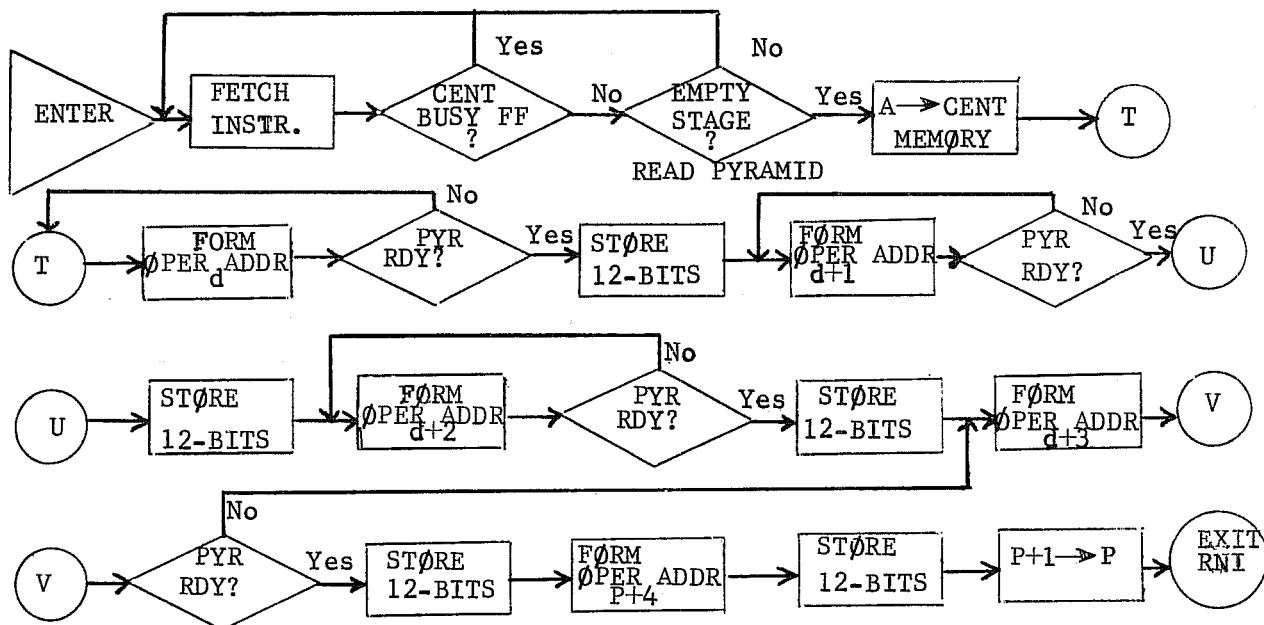 Yes
No
ENTER
FETCH
INSTR.
CENT
BUSY FF
?
No
EMPTY
STAGE
?
READ PYRAMID
Yes
A→CENT
MEMØRY
T
No
T
FORM
ØPER ADDR
d
PYR
RDY?
Yes
STØRE
12-BITS
FØRM
ØPER ADDR
d+1
No
PYR
RDY?
Yes
U
No
U
STØRE
12-BITS
FØRM
ØPER ADDR
d+2
PYR
RDY?
Yes
STØRE
12-BITS
FØRM
ØPER ADDR
d+3
V
No
V
PYR
RDY?
Yes
STØRE
12-BITS
FØRM
ØPER ADDR
P+4
STØRE
12-BITS
P+1→P
EXIT
RNI